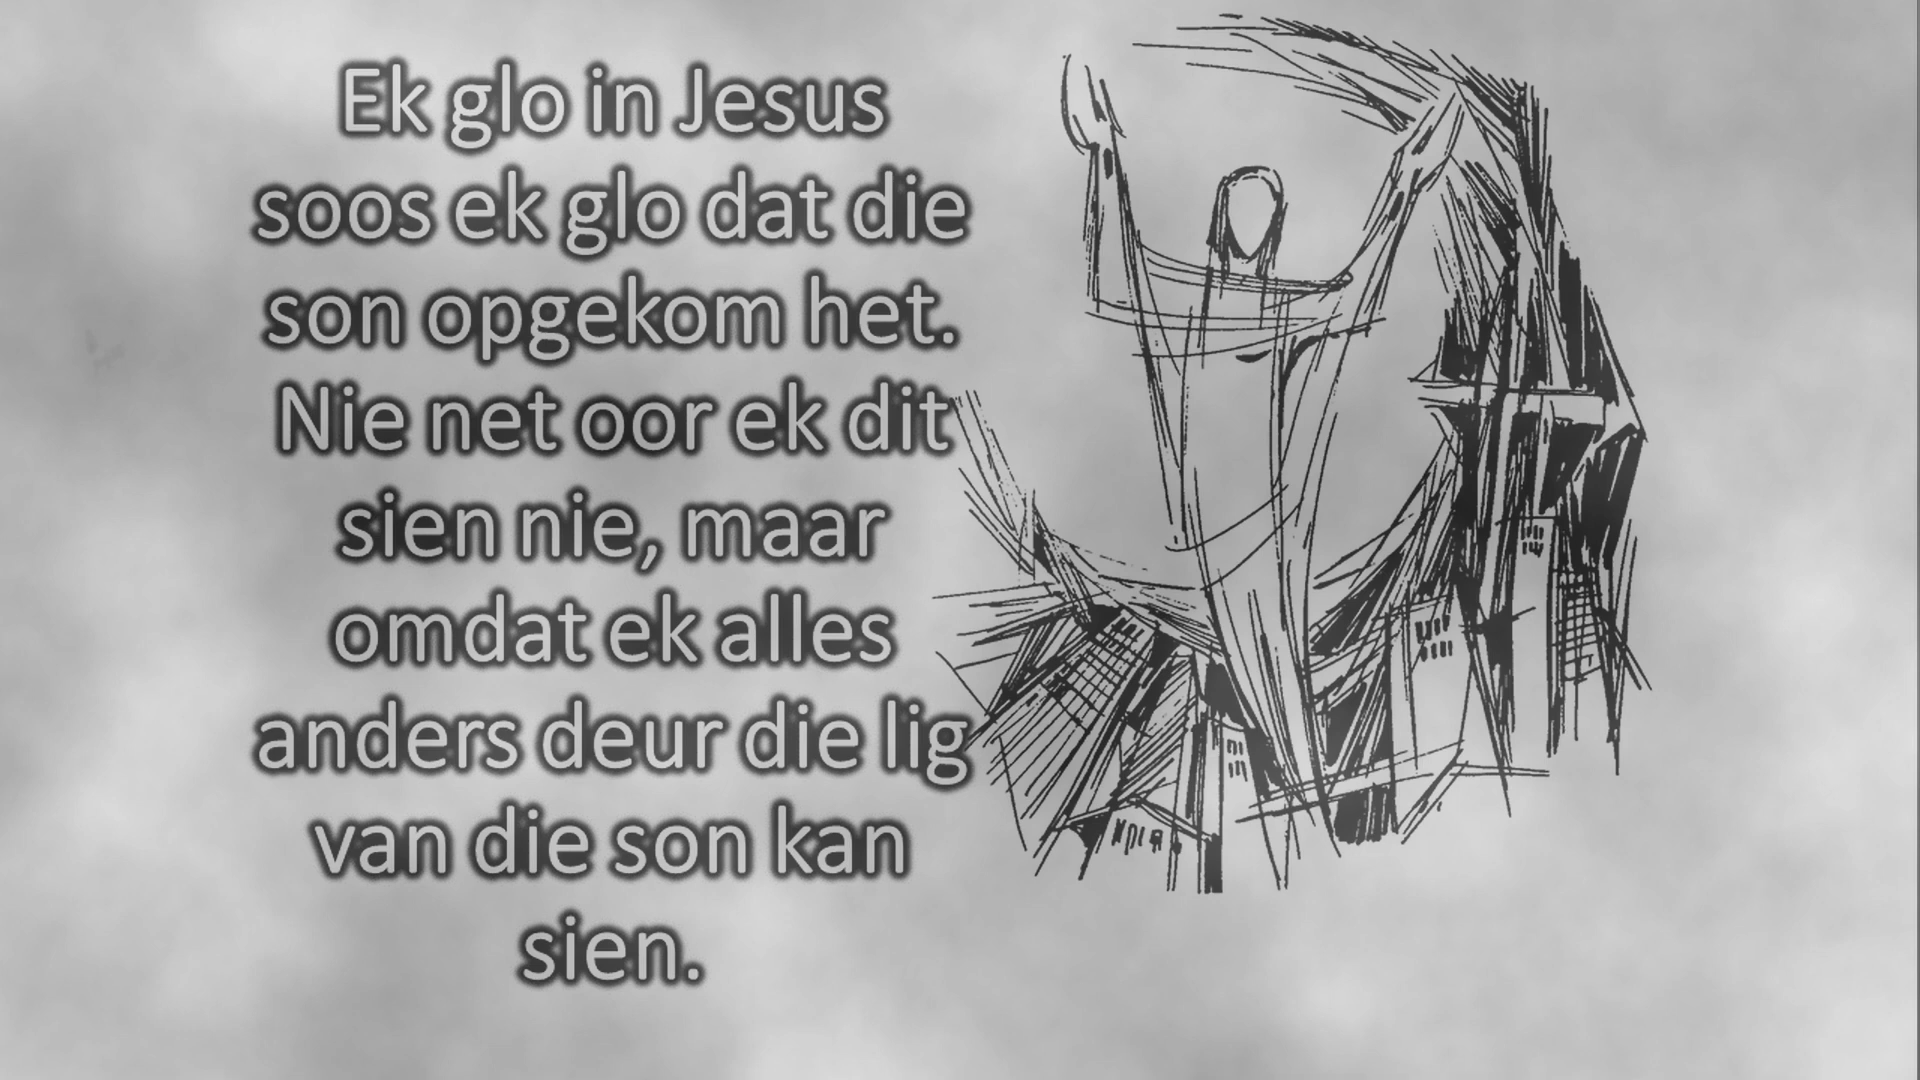 Ek glo in Jesus
soos ek glo dat die
son opgekom het.
Nie net oor ek dit
sien nie, maar
omdat ek alles
anders deur die lig
van die son kan
sien.